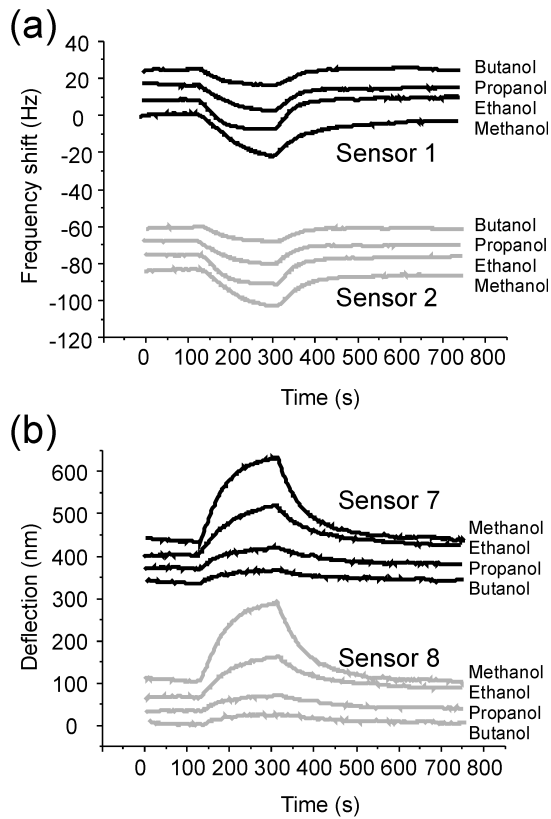 (a)
Frequency shift (Hz)
40
20
0
-20
-40
-60
-80
-100
-120
Butanol
Propanol
Ethanol
Methanol
Sensor 1
Butanol
Propanol
Ethanol
Methanol
Sensor 2
0 100 200 300 400 500 600 700 800
Time (s)
(b)
Deflection (nm)
600
500
400
300
200
100
0
Sensor 7
Methanol
Ethanol
Propanol
Butanol
Sensor 8
Methanol
Ethanol
Propanol
Butanol
0 100 200 300 400 500 600 700 800
Time (s)